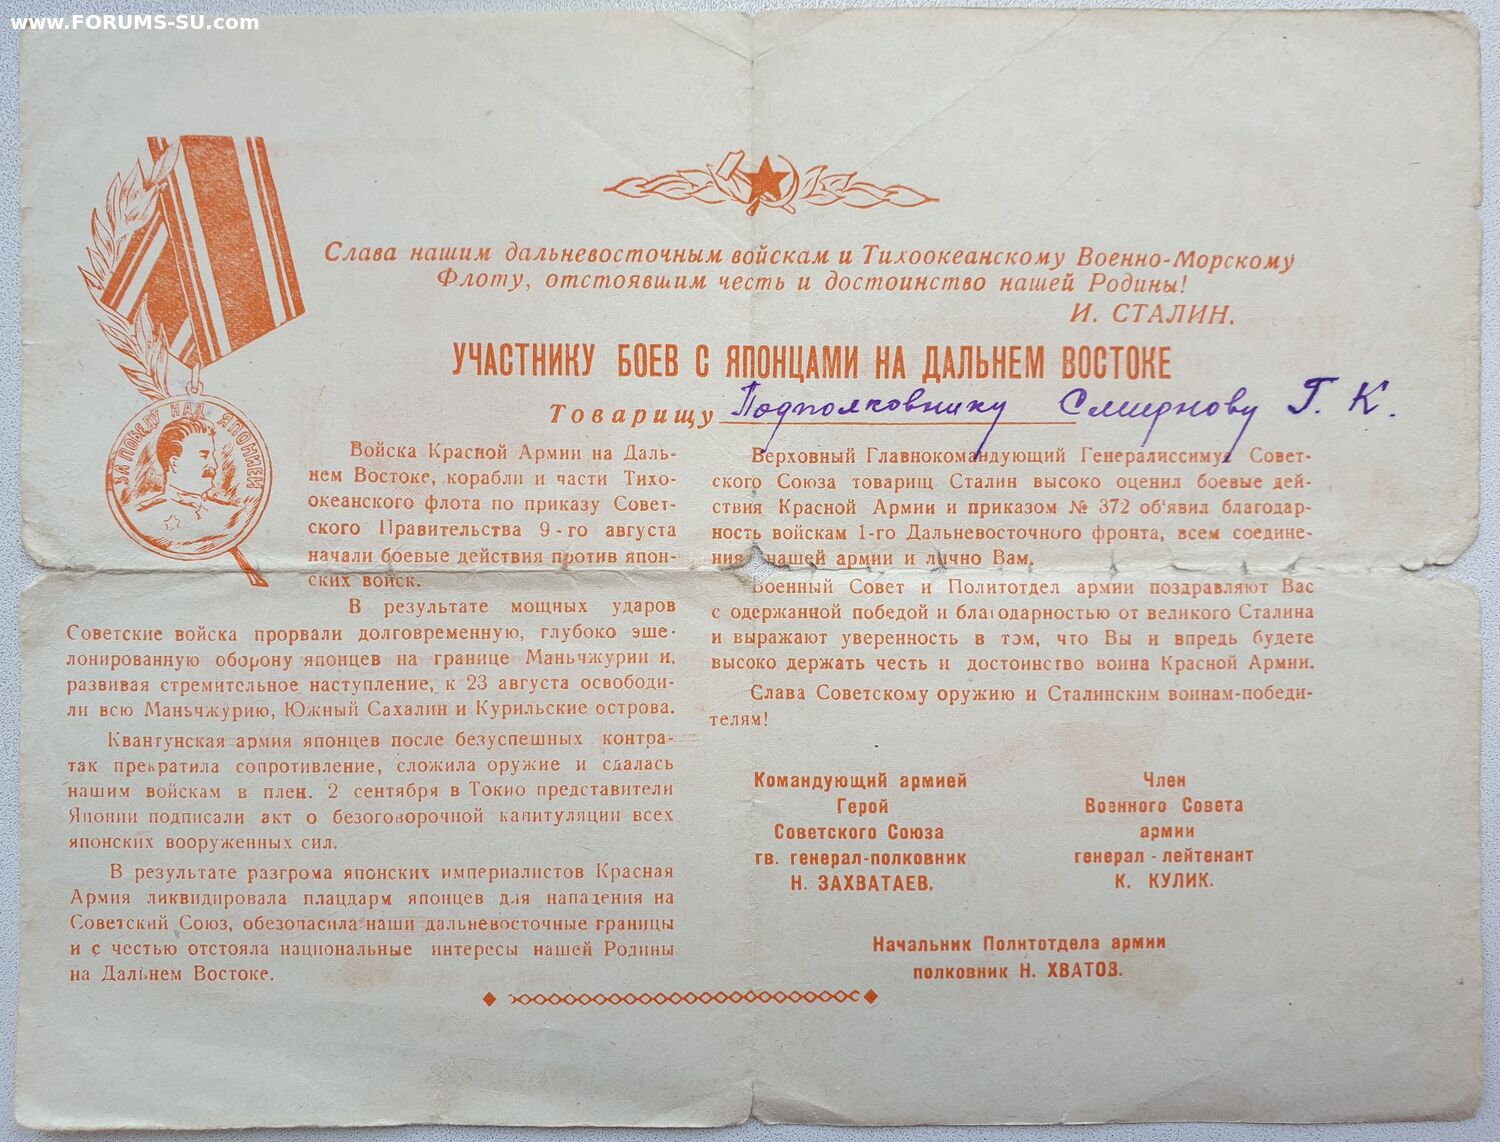 www.FORUMS-SU.com
Слава нашим дальневосточным войскам и Тихоокеанскому Военно-Морскому
Флоту, отстоявшим честь и достоинство нашей Родины!
И. СТАЛИН.
УЧАСТНИКУ БОЕВ С ЯПОНЦАМИ НА ДАЛЬНЕМ ВОСТОКЕ
Товарищу Подполковнику Смирнову Г. К.
ЗА ПОБЕДУ НАД ЯПОНИЕЙ
Войска Красной Армии на Даль-
нем Востоке, корабли и части Тихо-
океанского флота по приказу Совет-
ского Правительства 9-го августа
начали боевые действия против япон-
ских войск.
В результате мощных ударов
Советские войска прорвали долговременную, глубоко эше-
лонированную оборону японцев на границе Маньчжурии и,
развивая стремительное наступление, к 23 августа освободи-
ли всю Маньчжурию, Южный Сахалин и Курильские острова.
Квантунская армия японцев после безуспешных контра-
так прекратила сопротивление, сложила оружие и сдалась
нашим войскам в плен. 2 сентября в Токио представители
Японии подписали акт о безоговорочной капитуляции всех
японских вооруженных сил.
В результате разгрома японских империалистов Красная
Армия ликвидировала плацдарм японцев для нападения на
Советский Союз, обезопасила наши дальневосточные границы
и с честью отстояла национальные интересы нашей Родины
на Дальнем Востоке.
Верховный Главнокомандующий Генералиссимус Совет-
ского Союза товарищ Сталин высоко оценил боевые дей-
ствия Красной Армии и приказом № 372 об'явил благодар-
ность войскам 1-го Дальневосточного фронта, всем соедине-
ния нашей армии и лично Вам.
Военный Совет и Политотдел армии поздравляют Вас
с одержанной победой и благодарностью от великого Сталина
и выражают уверенность в том, что Вы и впредь будете
высоко держать честь и достоинство воина Красной Армии.
Слава Советскому оружию и Сталинским воинам-победи-
телям!
Командующий армией
Герой
Советского Союза
гв. генерал-полковник
Н. ЗАХВАТАЕВ.
Член
Военного Совета
армии
генерал - лейтенант
К. КУЛИК.
Начальник Политотдела армии
полковник Н. ХВАТОВ.